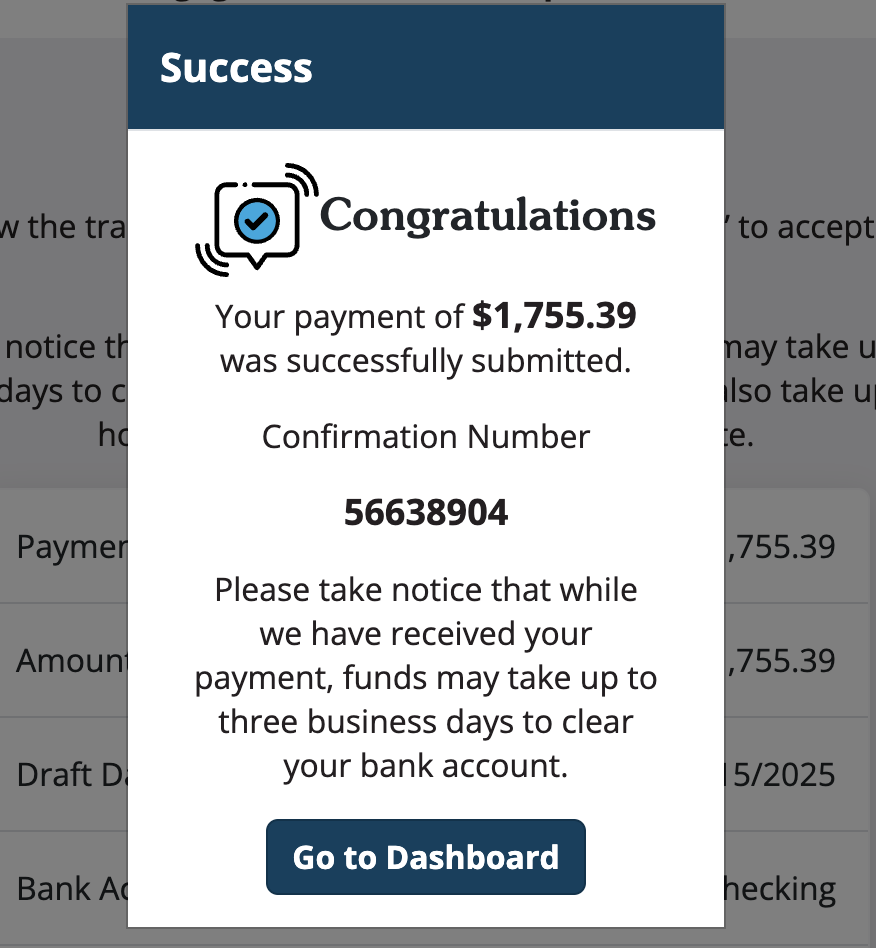 Success
Congratulations
Your payment of $1,755.39
was successfully submitted.
Confirmation Number
56638904
Please take notice that while
we have received your
payment, funds may take up to
three business days to clear
your bank account.
Go to Dashboard
w the tra
to accept
notice th
may take u
days to c
also take up
Paymen
,755.39
Amount
,755.39
Draft Da
15/2025
Bank Ac
hecking